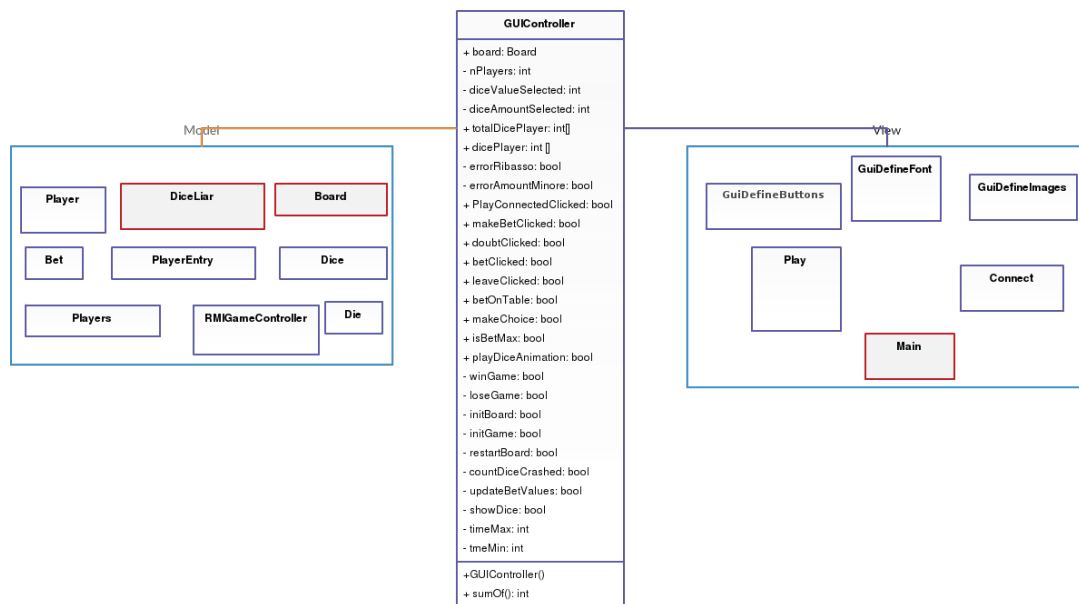 GUIController
+ board: Board
- nPlayers: int
- diceValueSelected: int
- diceAmountSelected: int
+ totalDicePlayer: int[]
+ dicePlayer: int []
- errorRibasso: bool
- errorAmountMinore: bool
+ PlayConnectedClicked: bool
+ makeBetClicked: bool
+ doubtClicked: bool
+ betClicked: bool
+ leaveClicked: bool
+ betOnTable: bool
+ makeChoice: bool
+ isBetMax: bool
+ playDiceAnimation: bool
- winGame: bool
- loseGame: bool
- initBoard: bool
- initGame: bool
- restartBoard: bool
- countDiceCrashed: bool
- updateBetValues: bool
- showDice: bool
- timeMax: int
- tmeMin: int
+GUIController()
+ sumOf(): int
Model
Player
DiceLiar
Board
Bet
PlayerEntry
Dice
Players
RMIGameController
Die
View
GuiDefineButtons
GuiDefineFont
GuiDefineImages
Play
Connect
Main